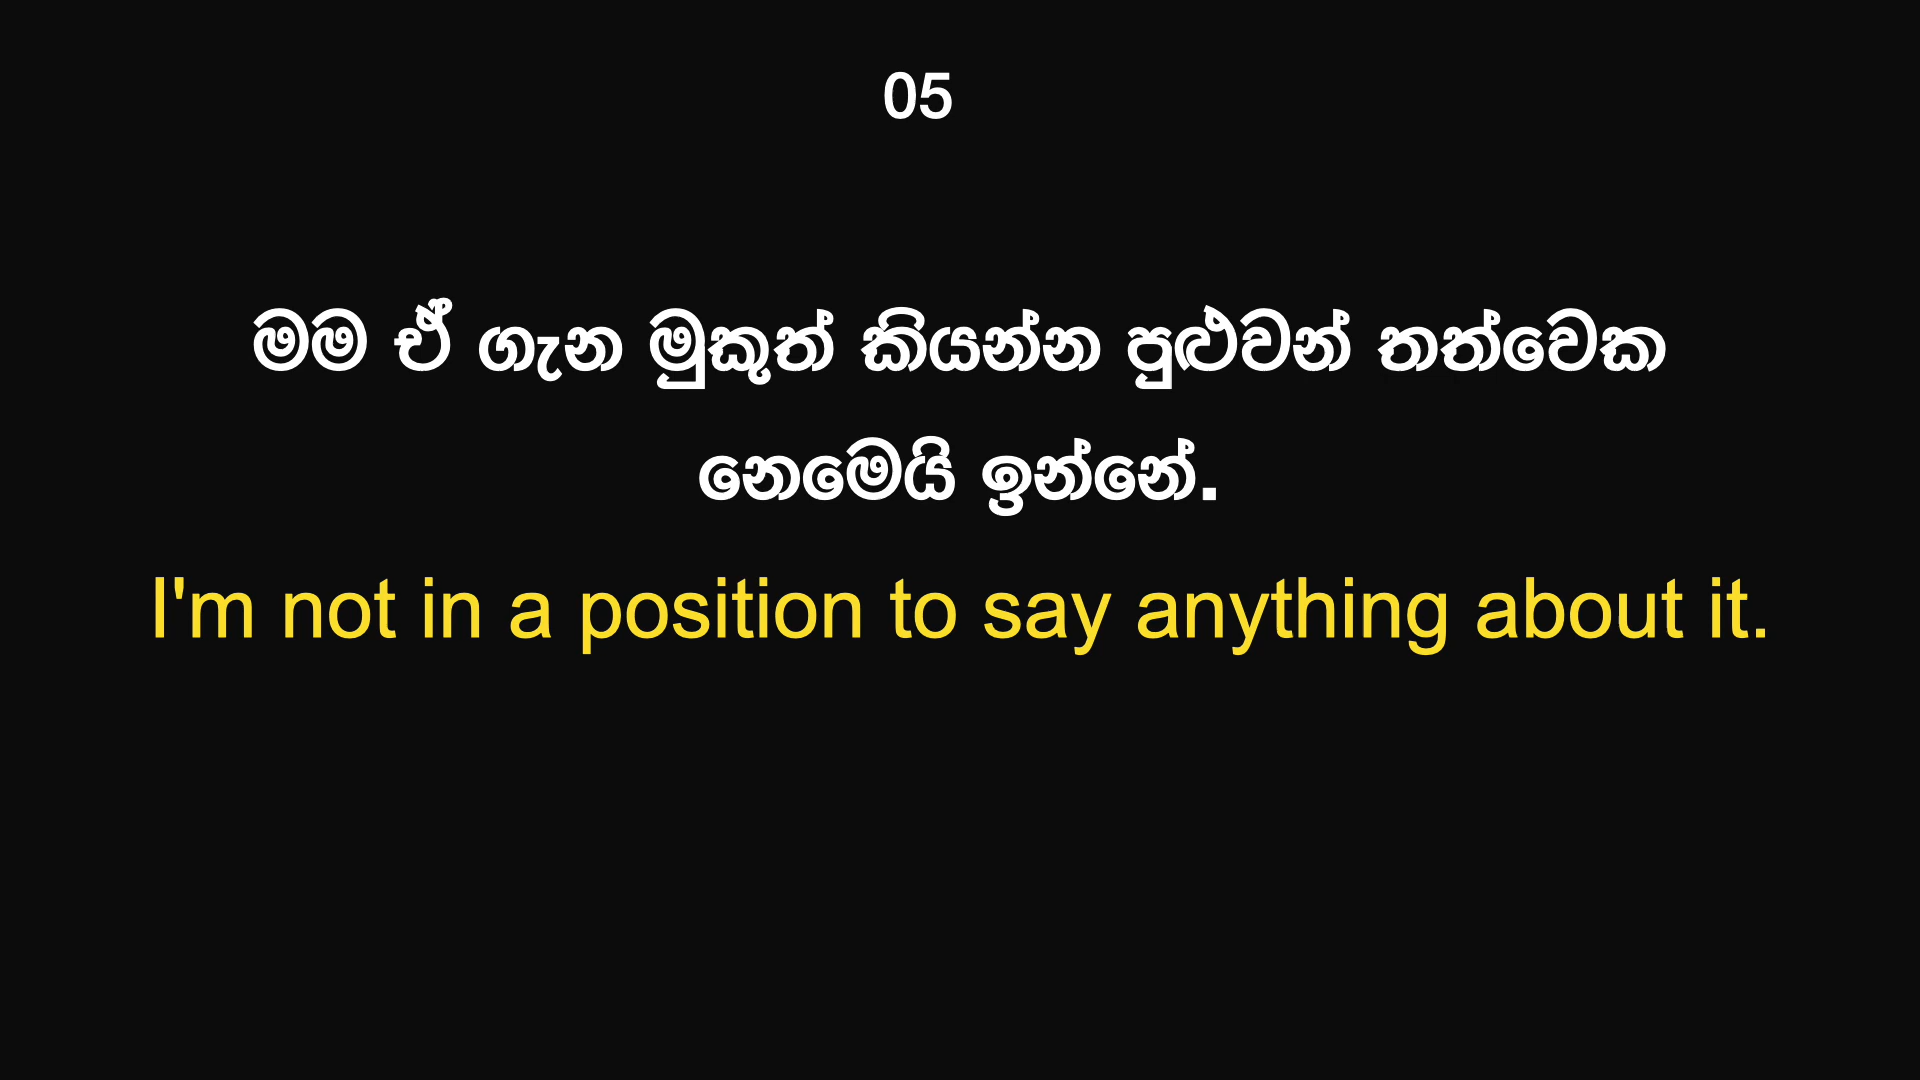 05
මම ඒ ගැන මුකුත් කියන්න පුළුවන් තත්වෙක
නෙමෙයි ඉන්නේ.
I'm not in a position to say anything about it.